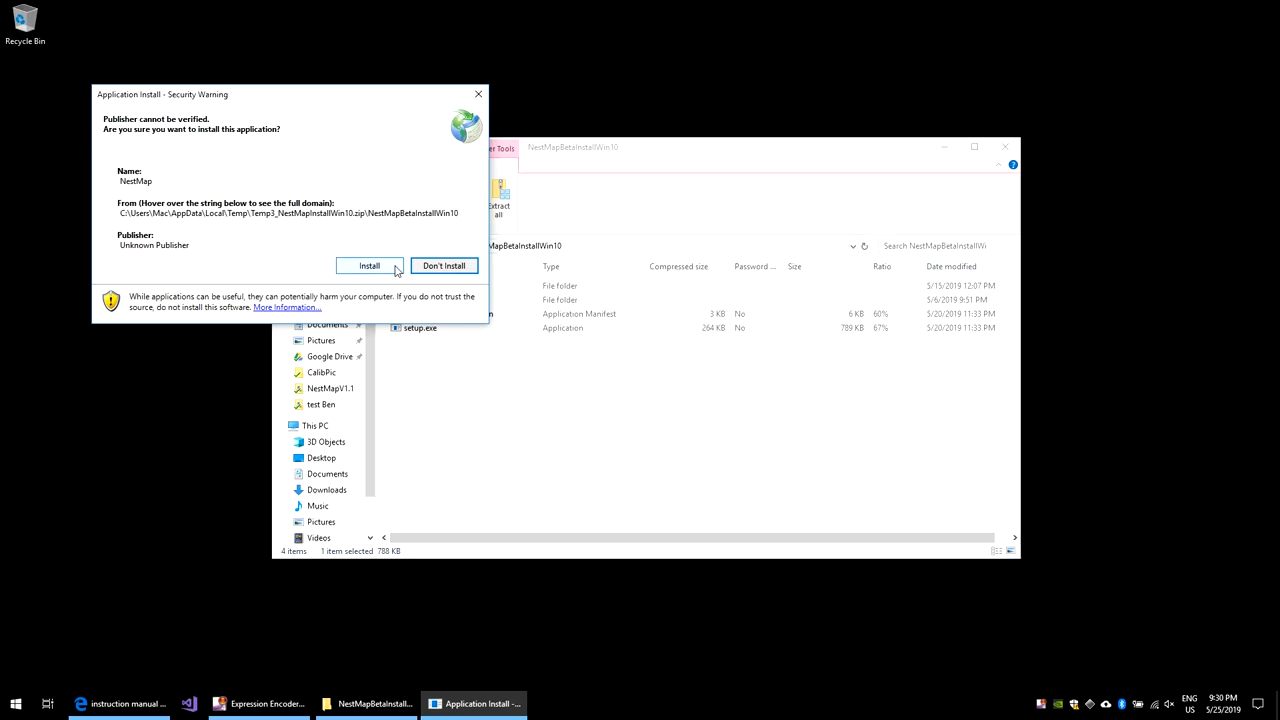 Recycle Bin
Application Install - Security Warning
Publisher cannot be verified.
Are you sure you want to install this application?
Name:
NestMap
From (Hover over the string below to see the full domain):
C:\Users\Mac\AppData\Local\Temp\Temp3_NestMapInstallWin10.zip\NestMapBetaInstallWin10
Publisher:
Unknown Publisher
Install
Don't Install
While applications can be useful, they can potentially harm your computer. If you do not trust the
source, do not install this software. More Information...
Tools
NestMapBetaInstallWin10
Extract
all
MapBetaInstallWin10
Search NestMapBetaInstallWi
Type
Compressed size
Password ...
Size
Ratio
Date modified
File folder
5/15/2019 12:07 PM
File folder
5/6/2019 9:51 PM
Application Manifest
3 KB
No
6 KB
60%
5/20/2019 11:33 PM
setup.exe
Application
264 KB
No
789 KB
67%
5/20/2019 11:33 PM
Documents
Pictures
Google Drive
CalibPic
NestMapV1.1
test Ben
This PC
3D Objects
Desktop
Documents
Downloads
Music
Pictures
Videos
4 items
1 item selected 788 KB
instruction manual ...
Expression Encoder...
NestMapBetaInstall...
Application Install -...
ENG
US
9:30 PM
5/25/2019